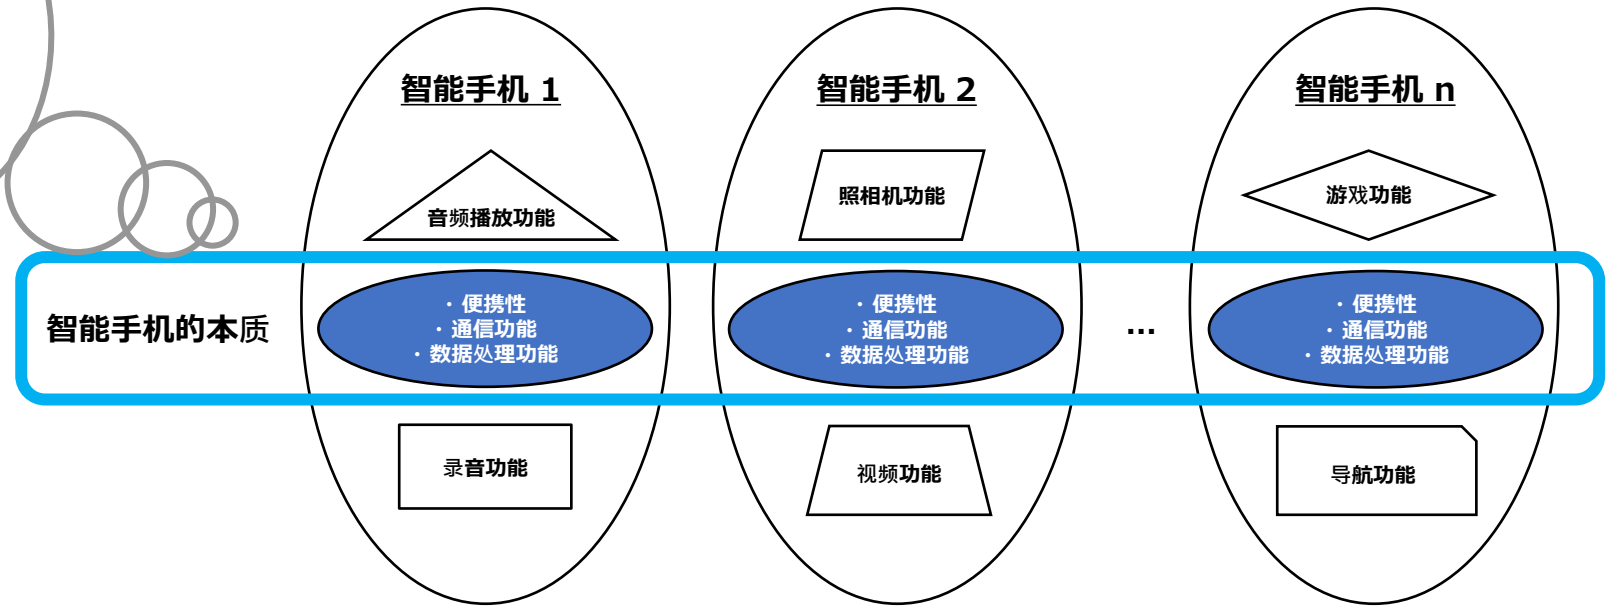 智能手机 1
智能手机 2
智能手机 n
音频播放功能
照相机功能
游戏功能
智能手机的本质
・便携性
・通信功能
・数据处理功能
・便携性
・通信功能
・数据处理功能
...
・便携性
・通信功能
・数据处理功能
录音功能
视频功能
导航功能